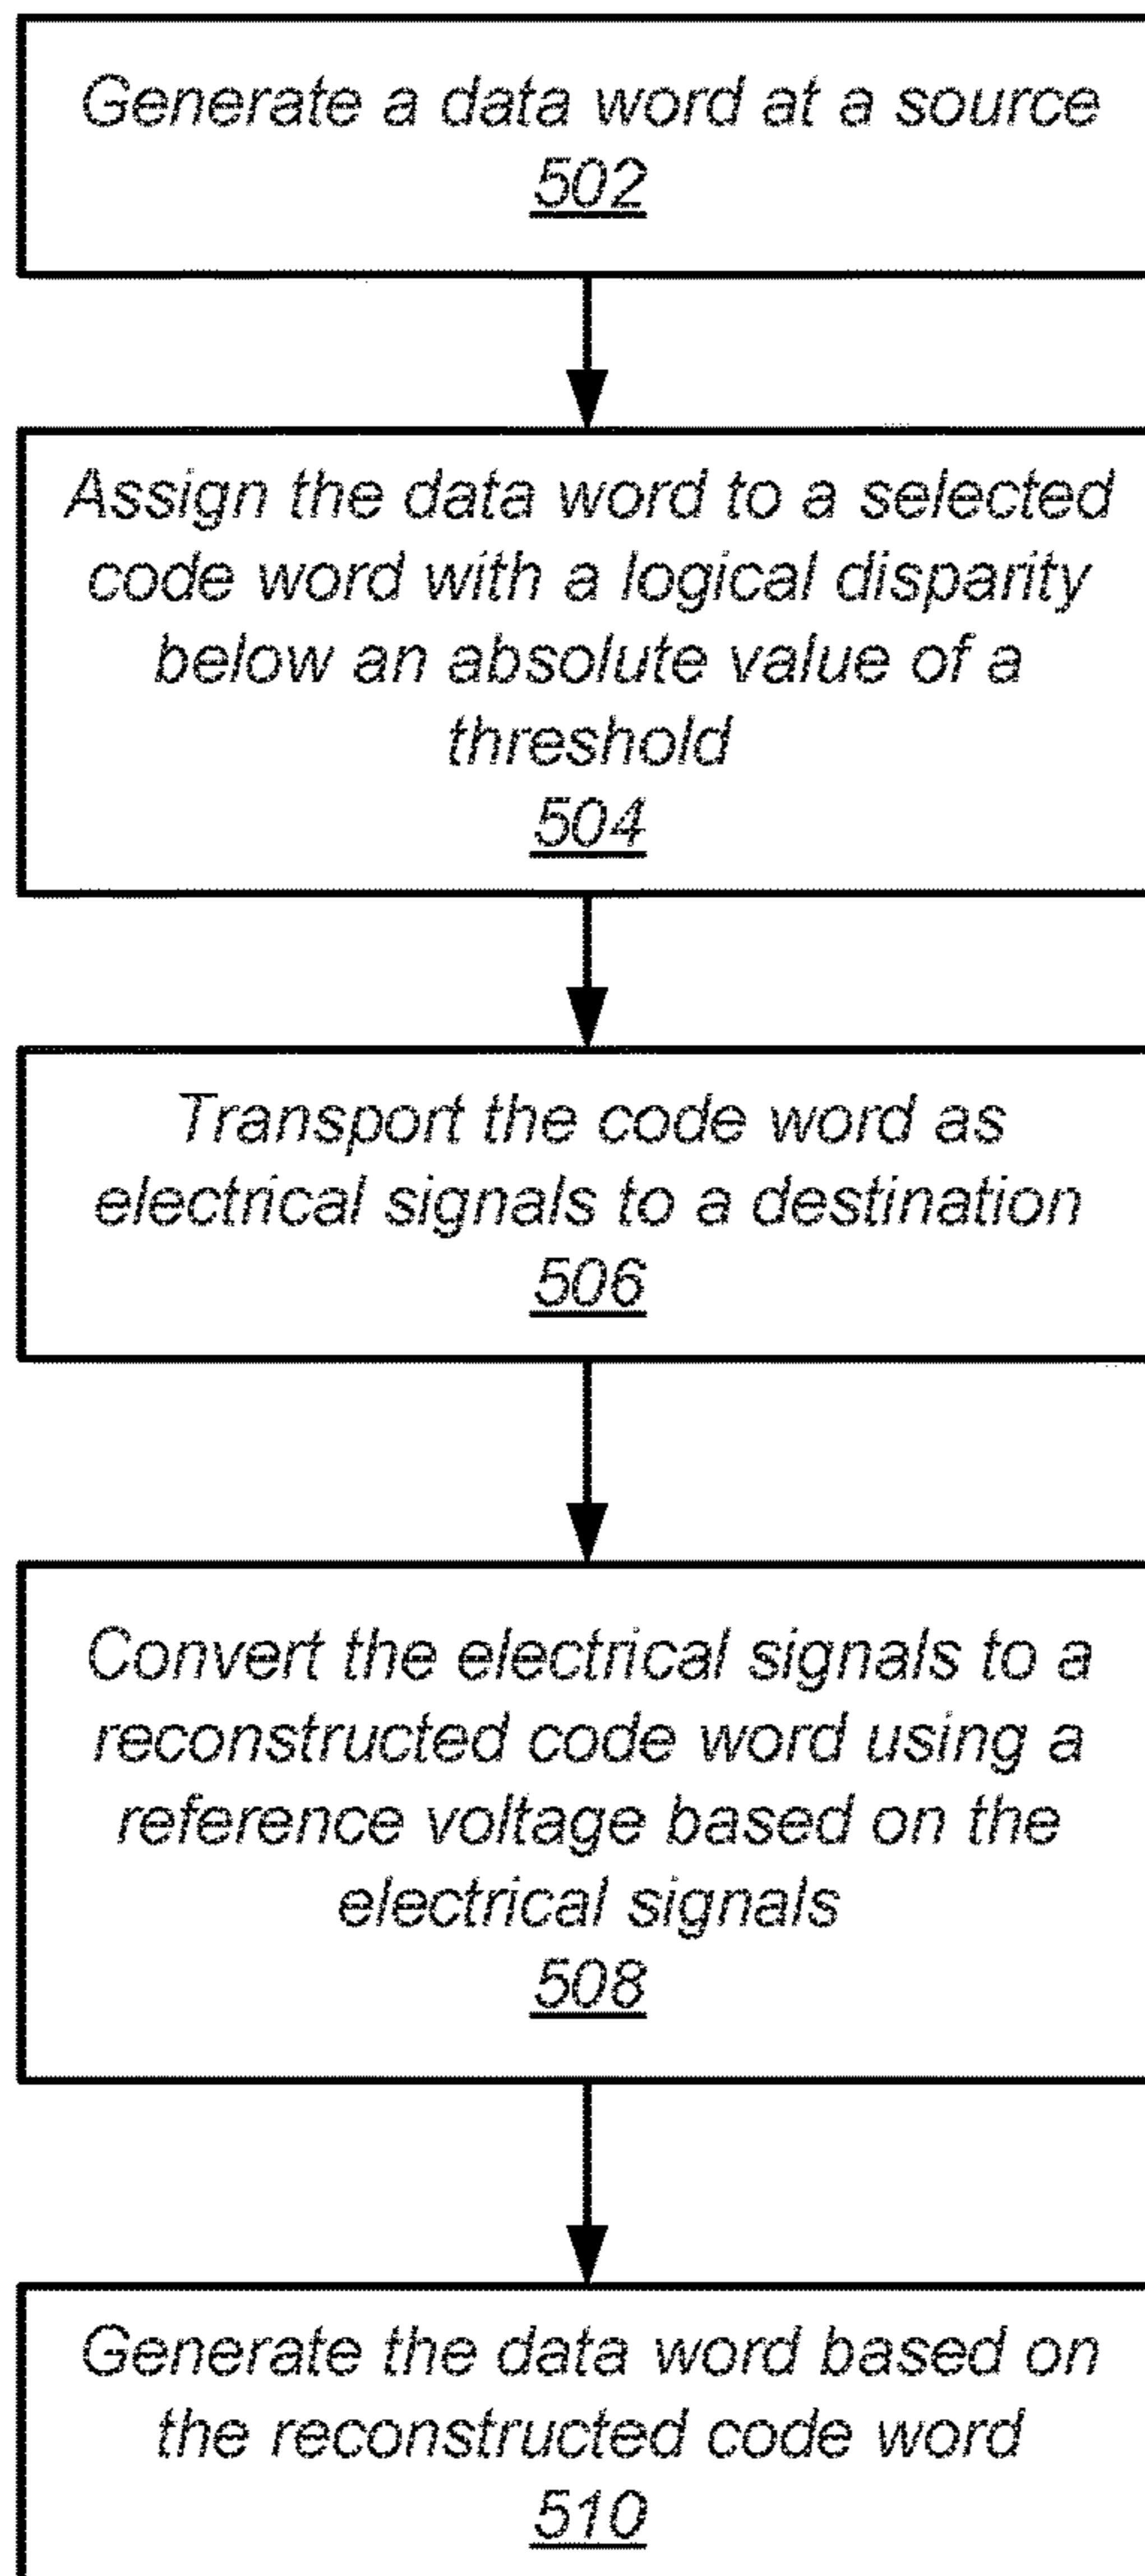 Generate a data word at a source
502
Assign the data word to a selected
code word with a logical disparity
below an absolute value of a
threshold
504
Transport the code word as
electrical signals to a destination
506
Convert the electrical signals to a
reconstructed code word using a
reference voltage based on the
electrical signals
508
Generate the data word based on
the reconstructed code word
510